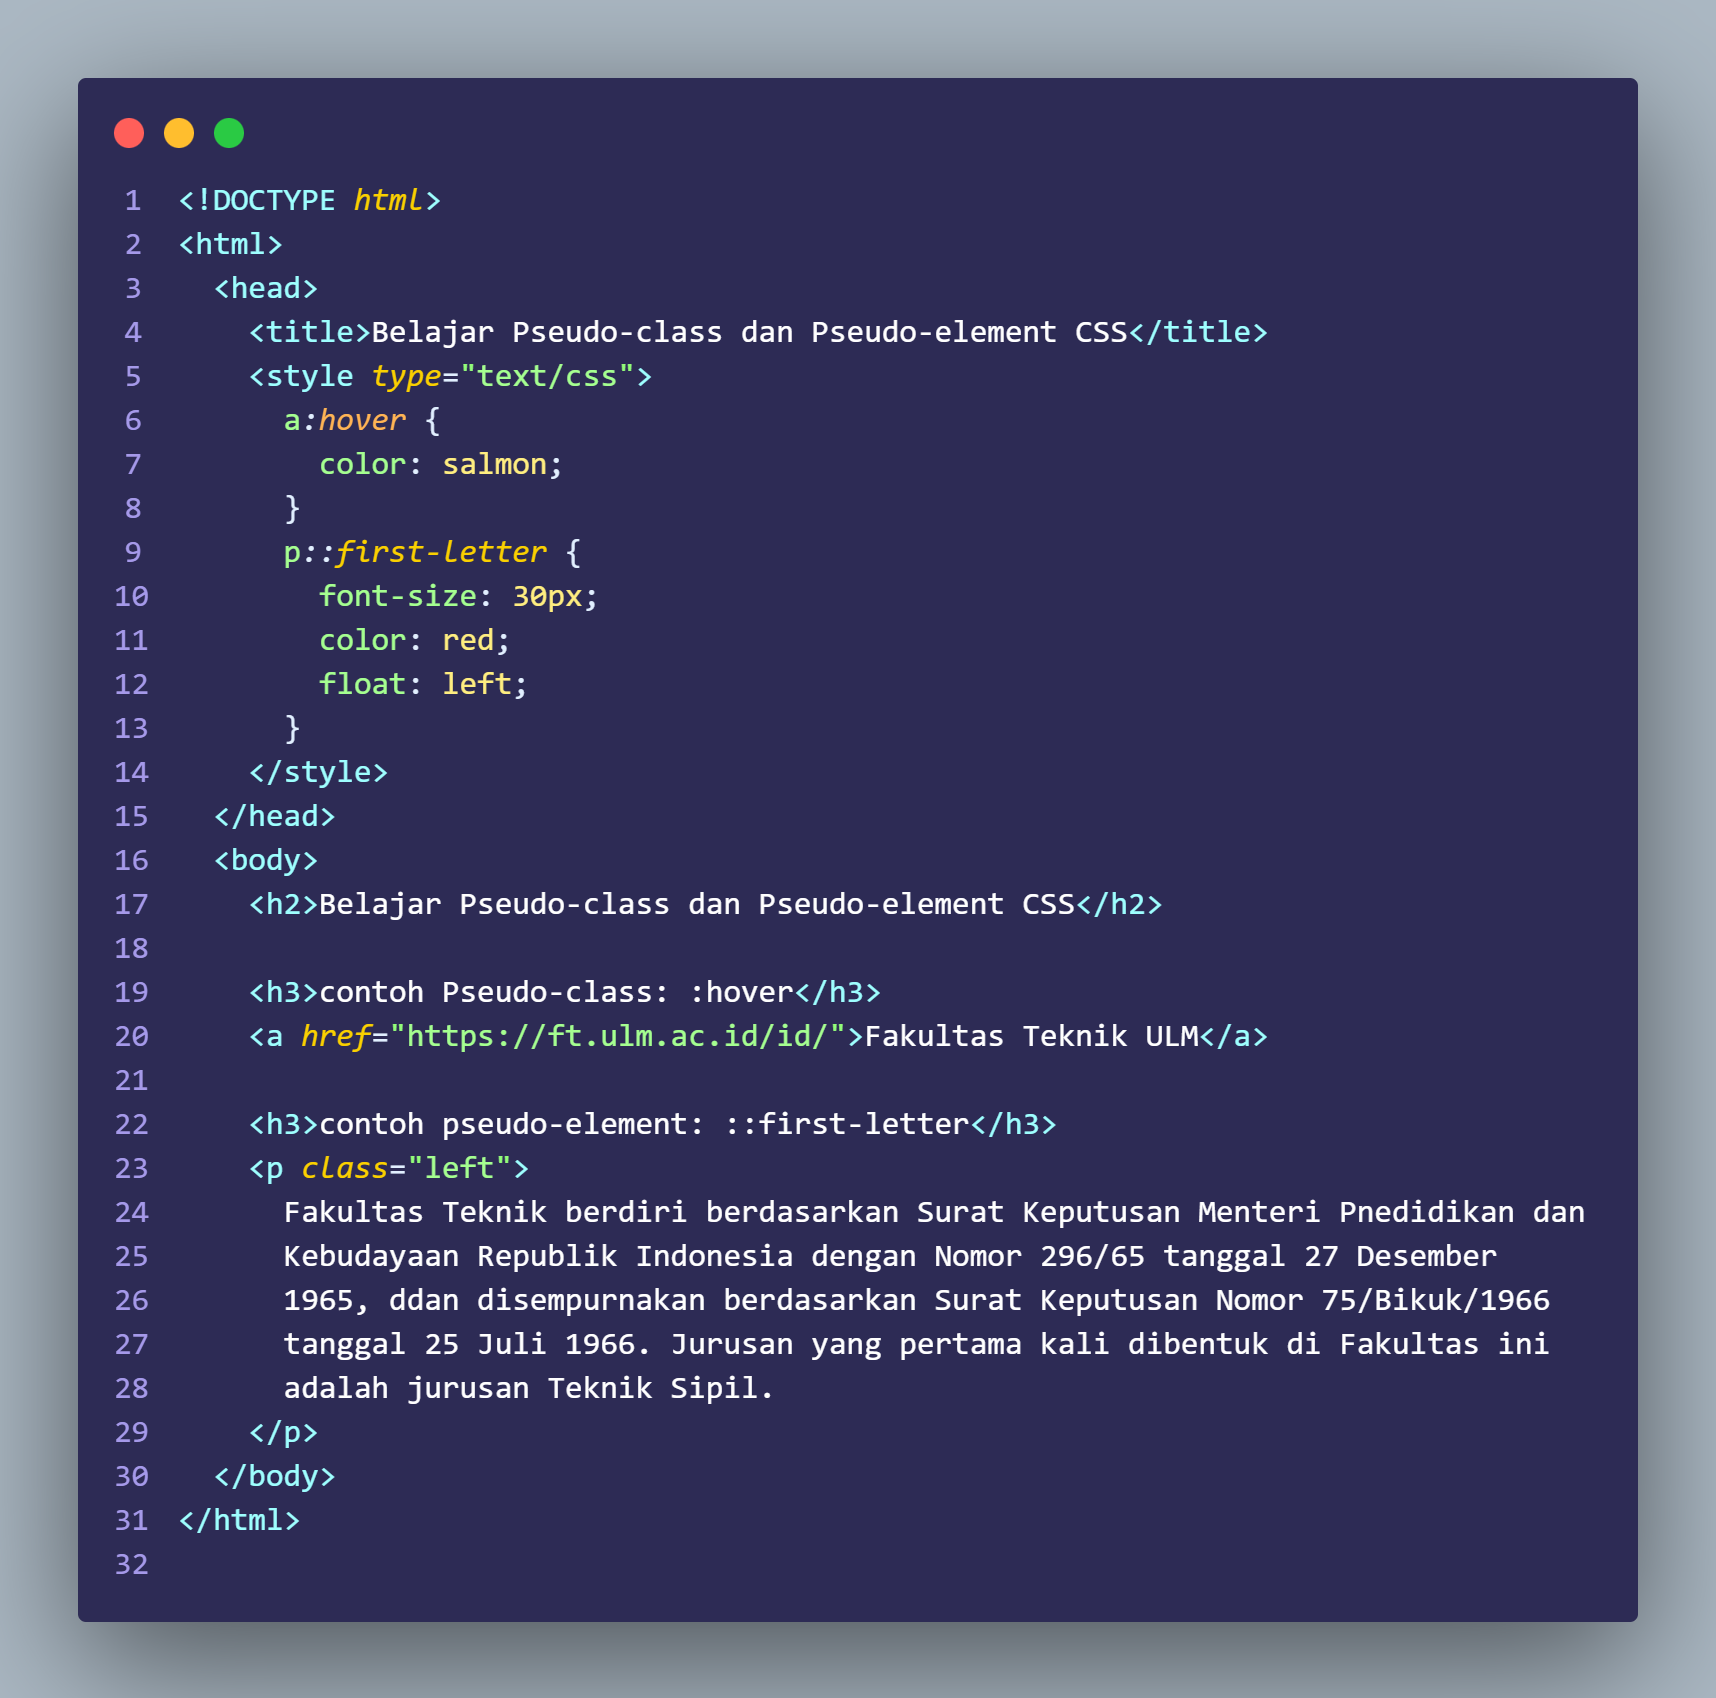 1 <!DOCTYPE html>
2 <html>
3   <head>
4     <title>Belajar Pseudo-class dan Pseudo-element CSS</title>
5     <style type="text/css">
6       a:hover {
7         color: salmon;
8       }
9       p::first-letter {
10         font-size: 30px;
11         color: red;
12         float: left;
13       }
14     </style>
15   </head>
16   <body>
17     <h2>Belajar Pseudo-class dan Pseudo-element CSS</h2>
18
19     <h3>contoh Pseudo-class: :hover</h3>
20     <a href="https://ft.ulm.ac.id/id/">Fakultas Teknik ULM</a>
21
22     <h3>contoh pseudo-element: ::first-letter</h3>
23     <p class="left">
24       Fakultas Teknik berdiri berdasarkan Surat Keputusan Menteri Pnedidikan dan
25       Kebudayaan Republik Indonesia dengan Nomor 296/65 tanggal 27 Desember
26       1965, ddan disempurnakan berdasarkan Surat Keputusan Nomor 75/Bikuk/1966
27       tanggal 25 Juli 1966. Jurusan yang pertama kali dibentuk di Fakultas ini
28       adalah jurusan Teknik Sipil.
29     </p>
30   </body>
31 </html>
32